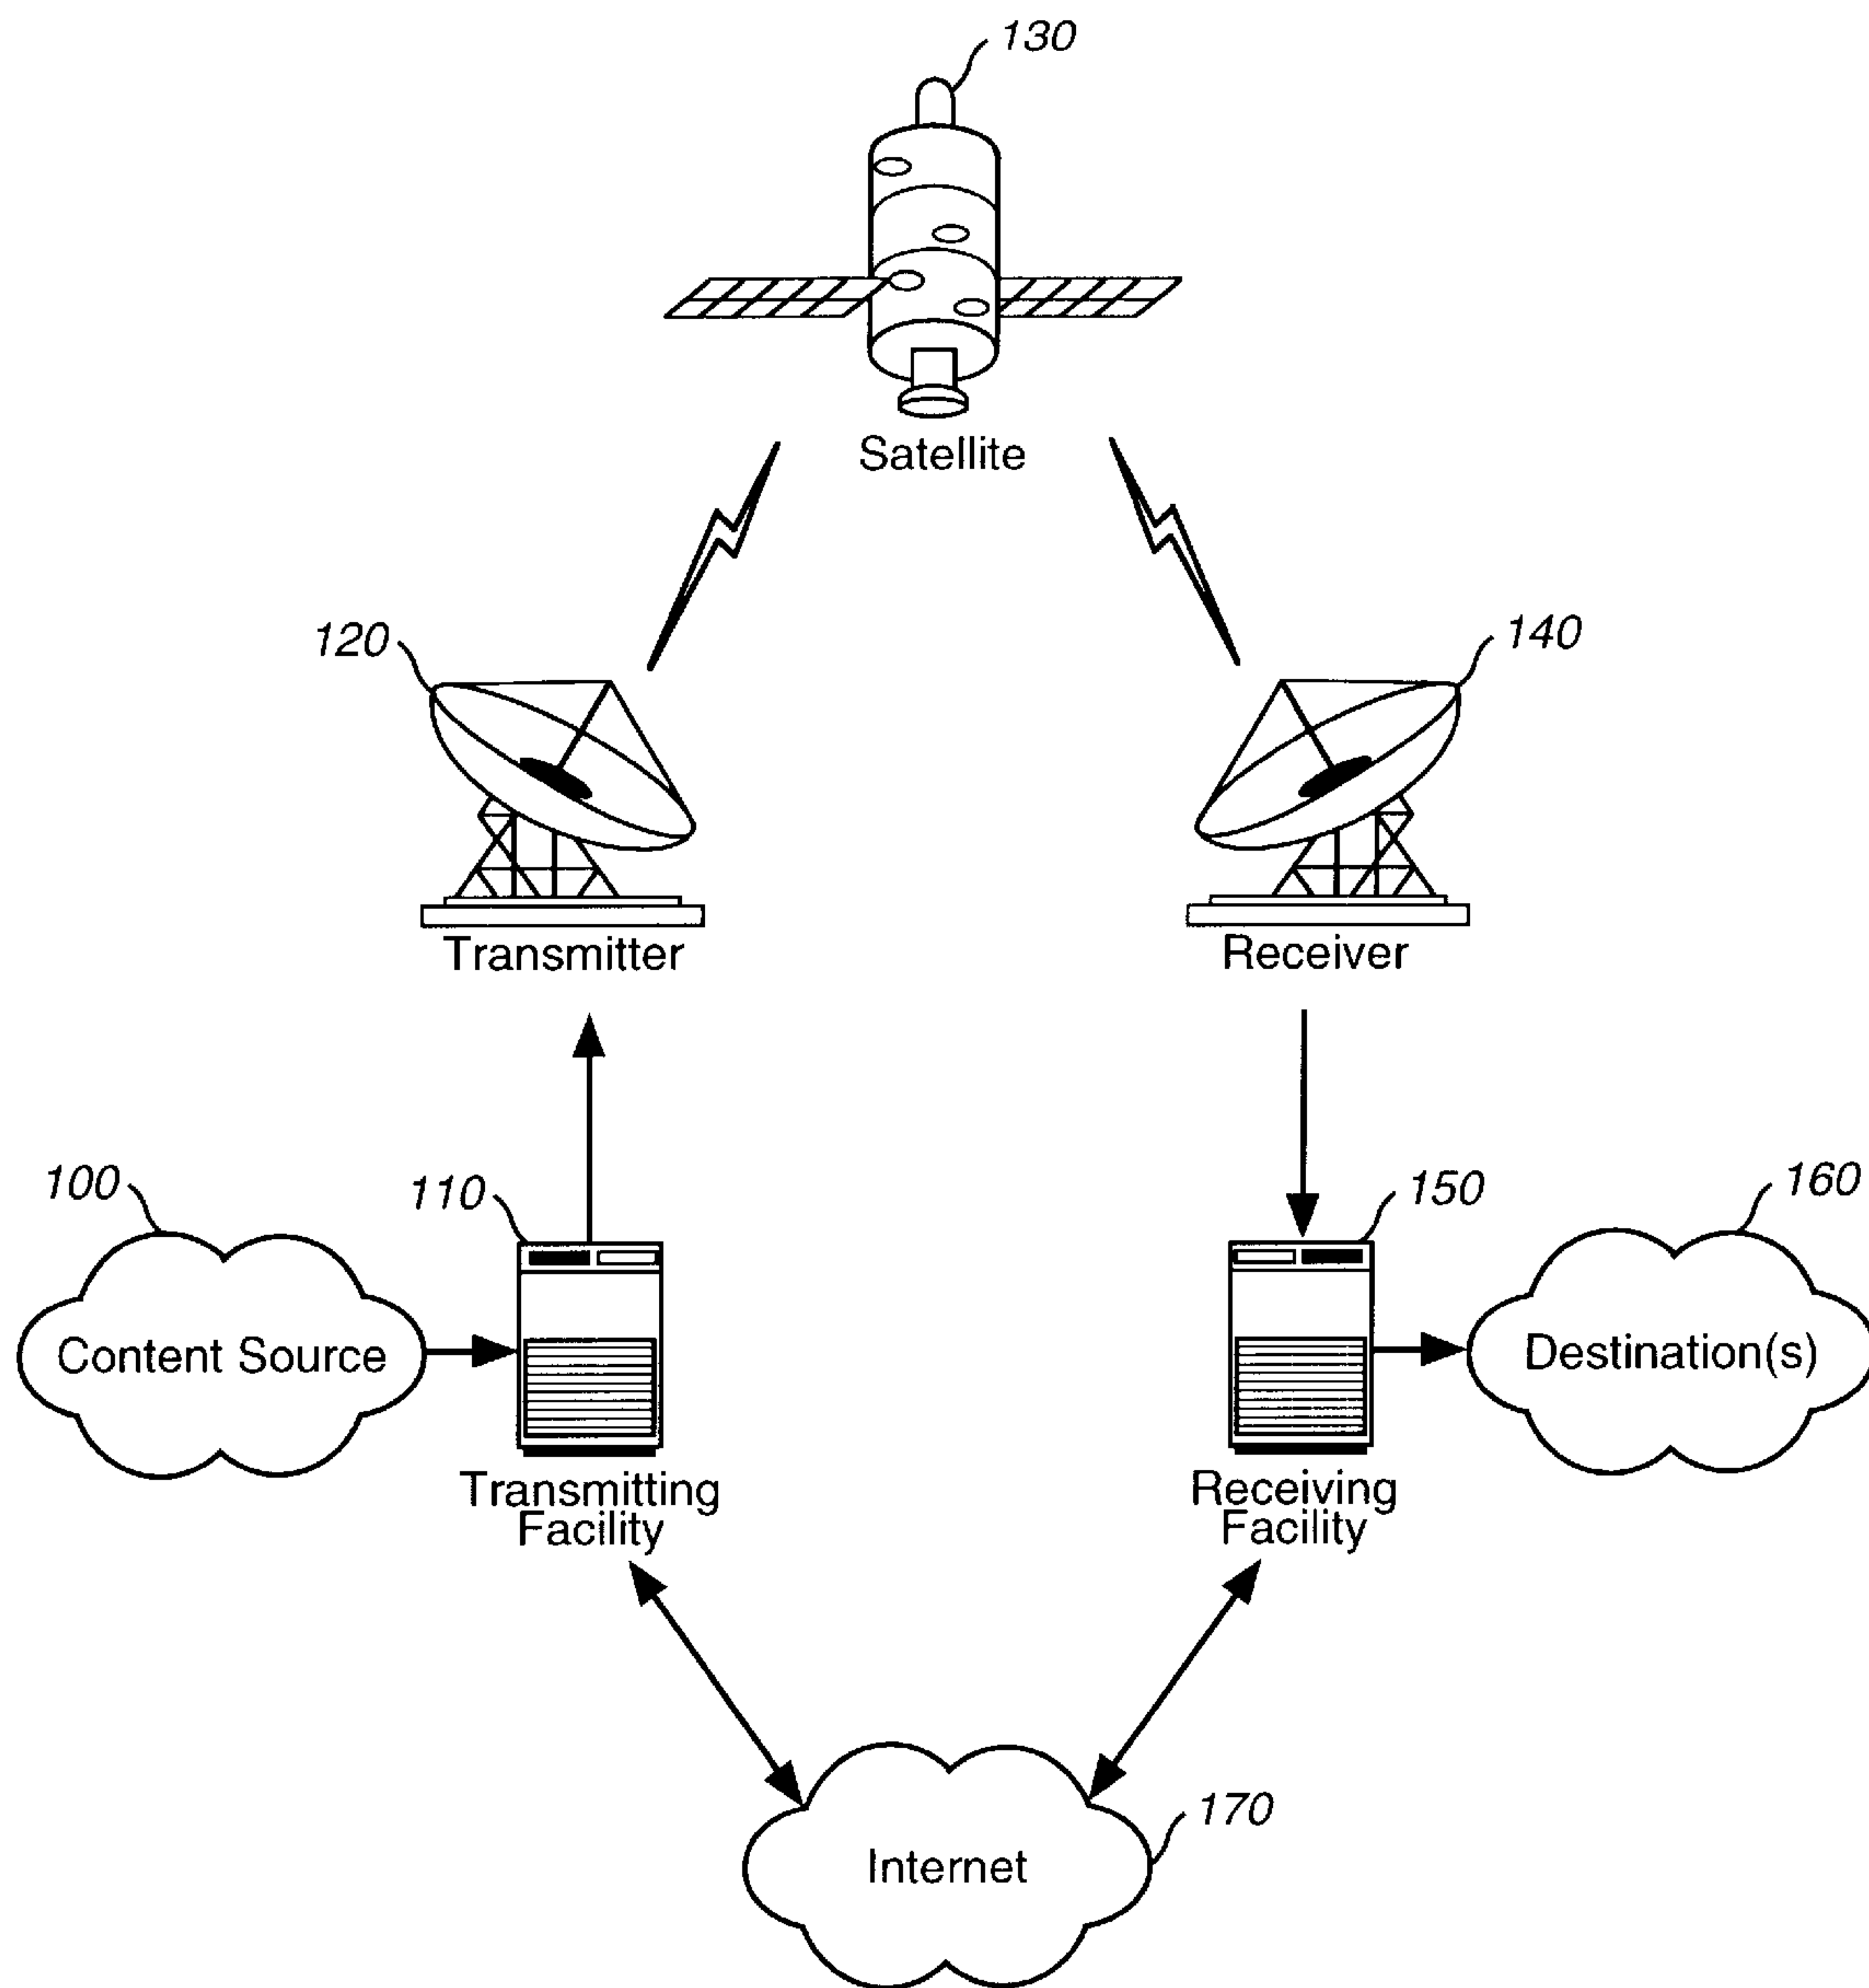 130
Satellite
120
140
Transmitter
Receiver
100
110
150
160
Content Source
Destination(s)
Transmitting
Facility
Receiving
Facility
170
Internet